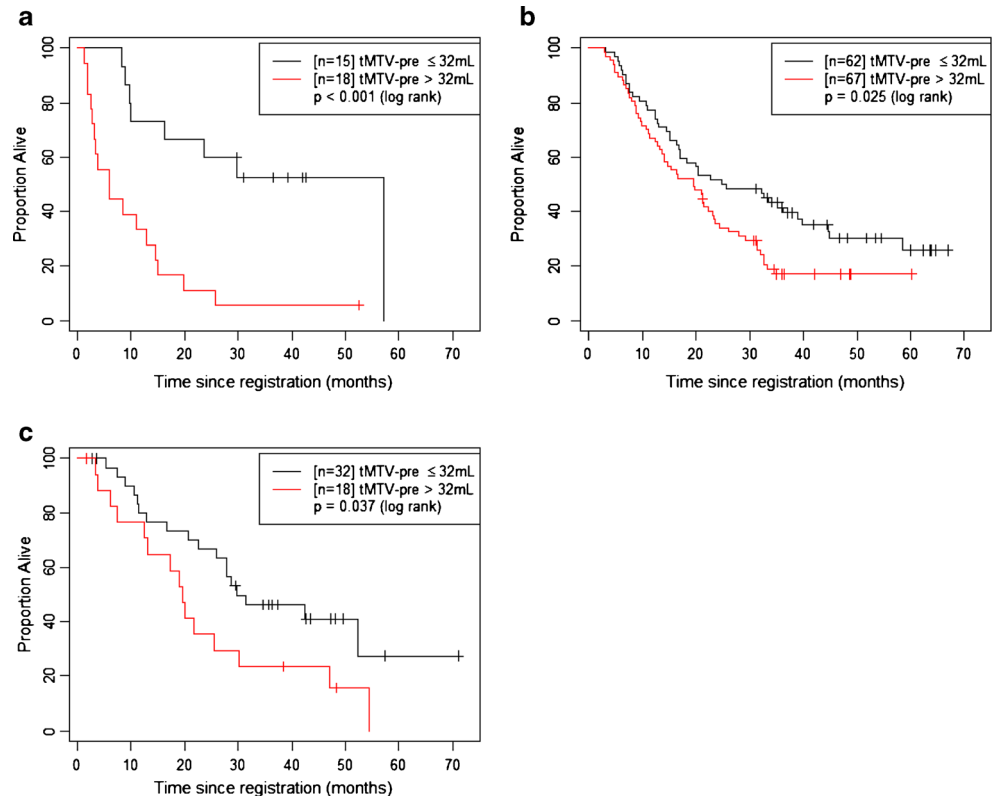 a
Proportion Alive
100
80
60
40
20
0
[n=15] tMTV-pre ≤ 32mL
[n=18] tMTV-pre > 32mL
p < 0.001 (log rank)
0 10 20 30 40 50 60 70
Time since registration (months)
b
Proportion Alive
100
80
60
40
20
0
[n=62] tMTV-pre ≤ 32mL
[n=67] tMTV-pre > 32mL
p = 0.025 (log rank)
0 10 20 30 40 50 60 70
Time since registration (months)
c
Proportion Alive
100
80
60
40
20
0
[n=32] tMTV-pre ≤ 32mL
[n=18] tMTV-pre > 32mL
p = 0.037 (log rank)
0 10 20 30 40 50 60 70
Time since registration (months)